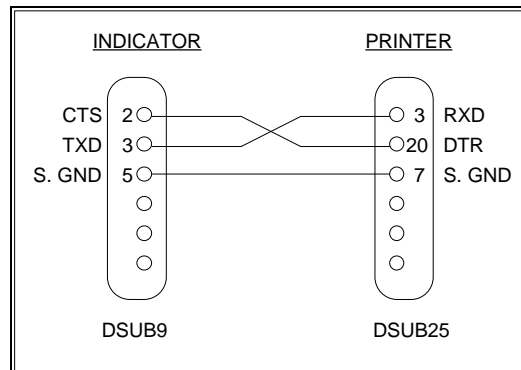 INDICATOR PRINTER
CTS 2 3 RXD
TXD 3 20 DTR
S. GND 5 7 S. GND
DSUB9 DSUB25